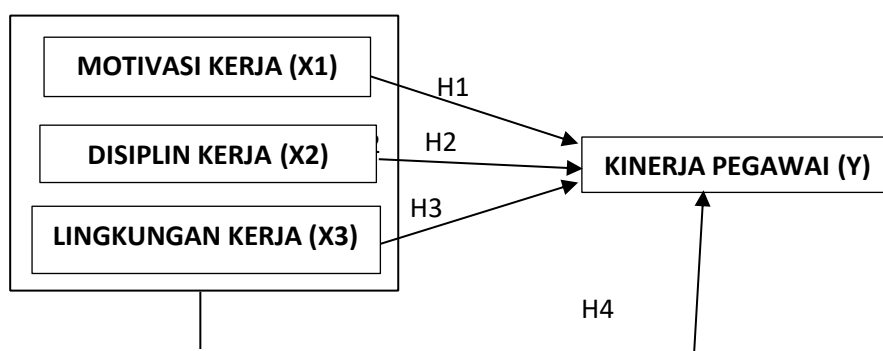 MOTIVASI KERJA (X1)
H1
DISIPLIN KERJA (X2)
H2
KINERJA PEGAWAI (Y)
H3
LINGKUNGAN KERJA (X3)
H4